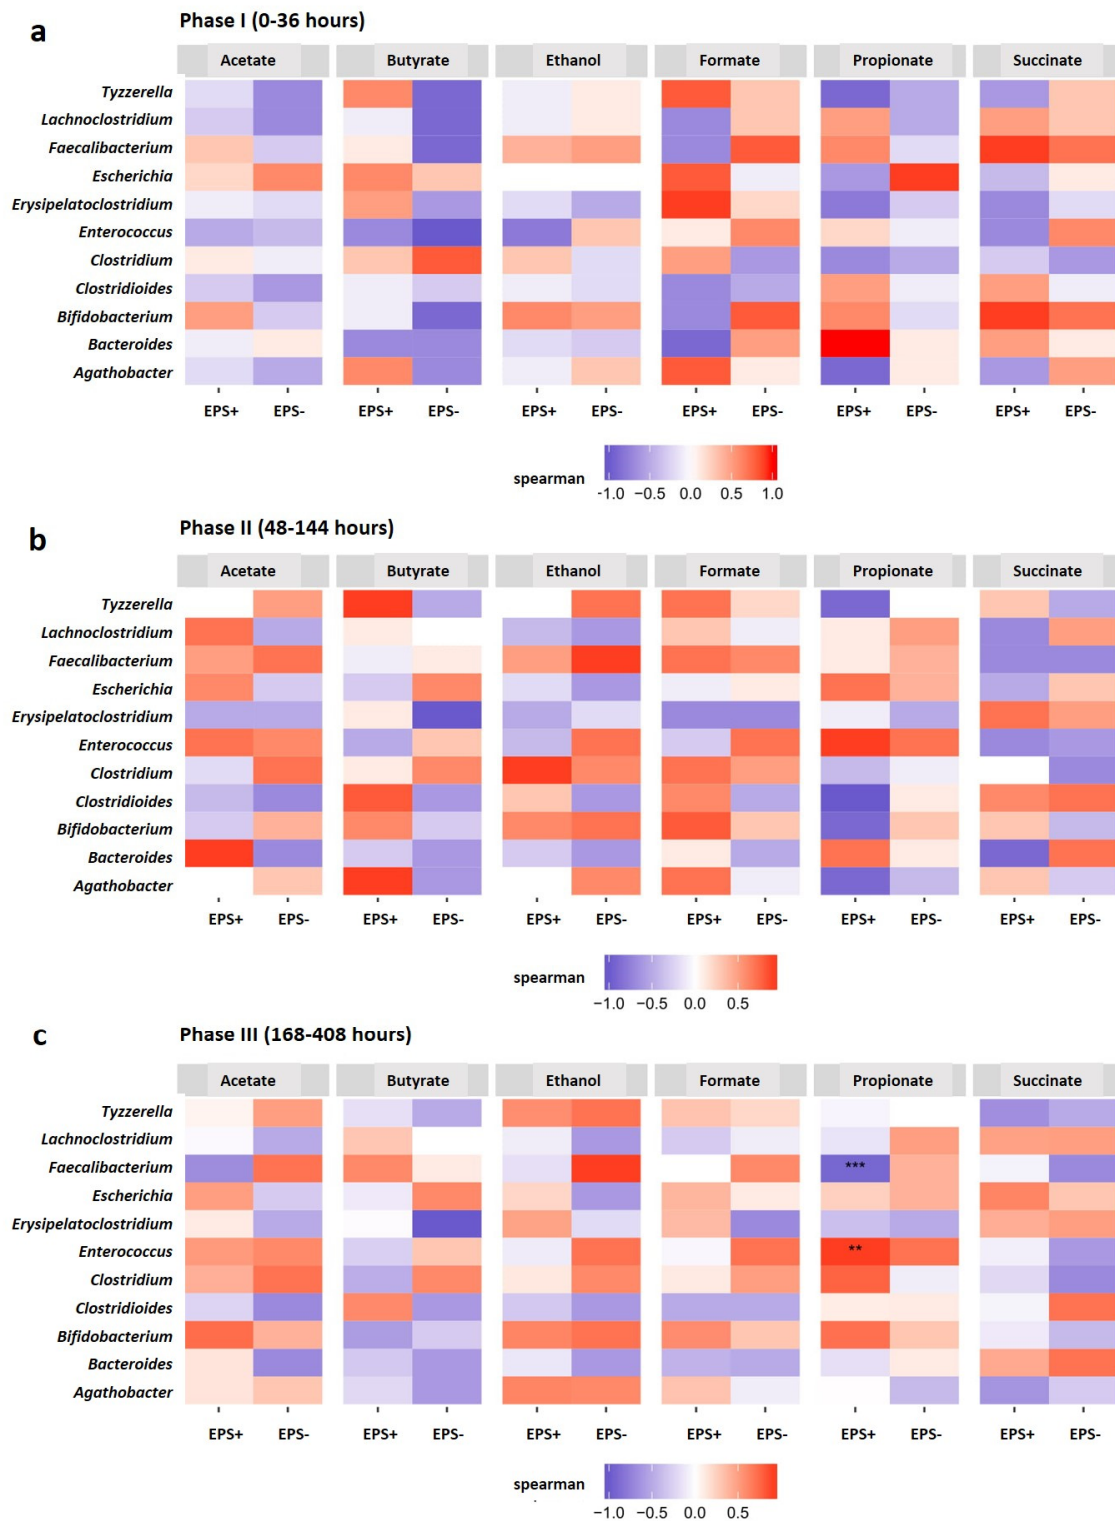 a
Phase I (0-36 hours)
Acetate Butyrate Ethanol Formate Propionate Succinate
Tyzzerella
Lachnoclostridium
Faecalibacterium
Escherichia
Erysipelatoclostridium
Enterococcus
Clostridium
Clostridioides
Bifidobacterium
Bacteroides
Agathobacter
EPS+ EPS- EPS+ EPS- EPS+ EPS- EPS+ EPS- EPS+ EPS- EPS+ EPS-
spearman
-1.0 −0.5 0.0 0.5 1.0
b
Phase II (48-144 hours)
Acetate Butyrate Ethanol Formate Propionate Succinate
Tyzzerella
Lachnoclostridium
Faecalibacterium
Escherichia
Erysipelatoclostridium
Enterococcus
Clostridium
Clostridioides
Bifidobacterium
Bacteroides
Agathobacter
EPS+ EPS- EPS+ EPS- EPS+ EPS- EPS+ EPS- EPS+ EPS- EPS+ EPS-
spearman
−1.0 −0.5 0.0 0.5
c
Phase III (168-408 hours)
Acetate Butyrate Ethanol Formate Propionate Succinate
Tyzzerella
Lachnoclostridium
Faecalibacterium ***
Escherichia
Erysipelatoclostridium
Enterococcus **
Clostridium
Clostridioides
Bifidobacterium
Bacteroides
Agathobacter
EPS+ EPS- EPS+ EPS- EPS+ EPS- EPS+ EPS- EPS+ EPS- EPS+ EPS-
spearman
−1.0 −0.5 0.0 0.5